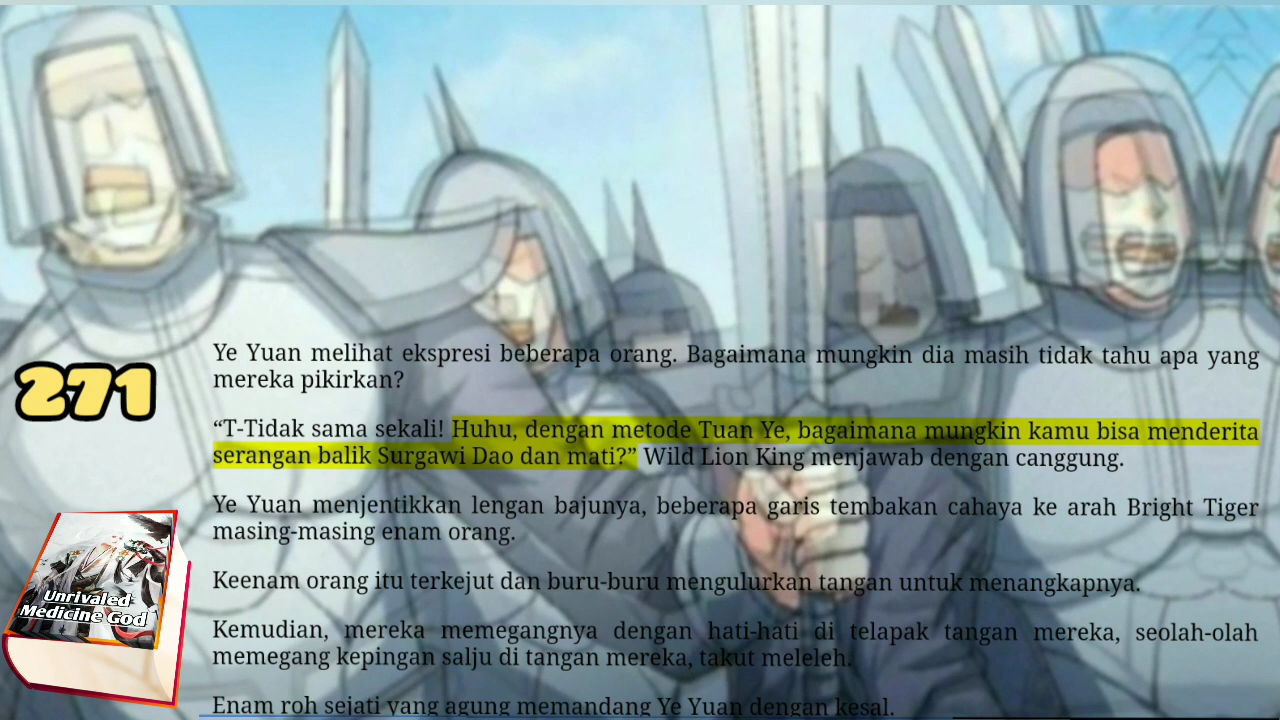 Ye Yuan melihat ekspresi beberapa orang. Bagaimana mungkin dia masih tidak tahu apa yang
mereka pikirkan?
271
“T-Tidak sama sekali! Huhu, dengan metode Tuan Ye, bagaimana mungkin kamu bisa menderita
serangan balik Surgawi Dao dan mati?” Wild Lion King menjawab dengan canggung.
Ye Yuan menjentikkan lengan bajunya, beberapa garis tembakan cahaya ke arah Bright Tiger
masing-masing enam orang.
Keenam orang itu terkejut dan buru-buru mengulurkan tangan untuk menangkapnya.
Unrivaled
Medicine God
Kemudian, mereka memegangnya dengan hati-hati di telapak tangan mereka, seolah-olah
memegang kepingan salju di tangan mereka, takut meleleh.
Enam roh sejati yang agung memandang Ye Yuan dengan kesal.